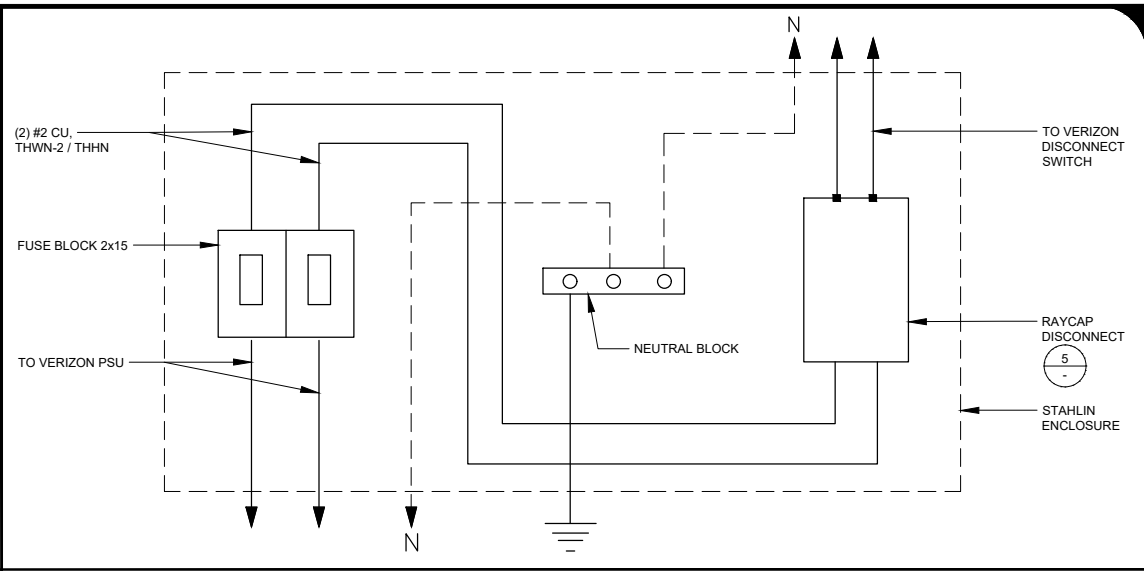 N
(2) #2 CU,
THWN-2 / THHN
TO VERIZON
DISCONNECT
SWITCH
FUSE BLOCK 2x15
NEUTRAL BLOCK
RAYCAP
DISCONNECT
5
-
TO VERIZON PSU
STAHLIN
ENCLOSURE
N